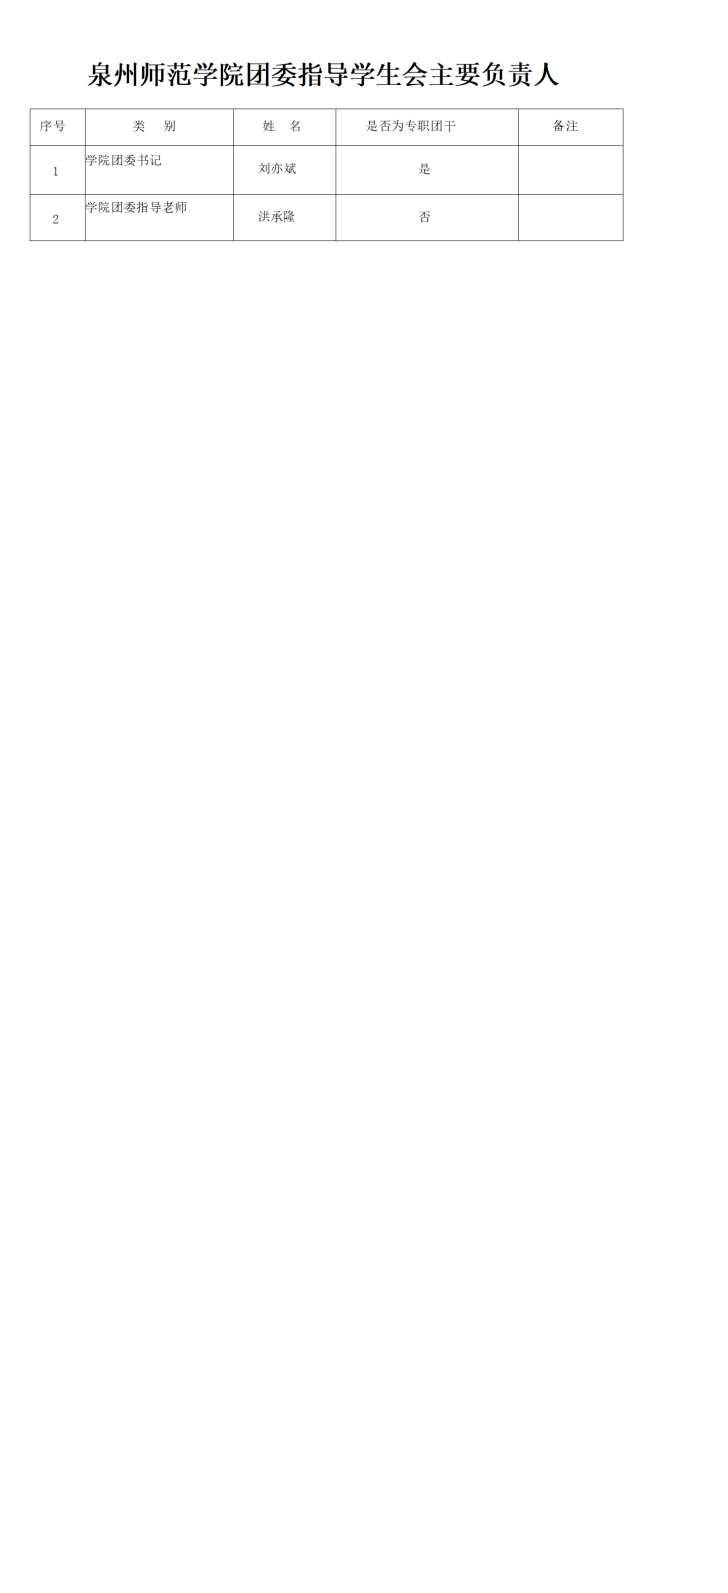 泉州师范学院团委指导学生会主要负责人
序号 类 别 姓 名 是否为专职团干 备注
1 学院团委书记 刘亦斌 是
2 学院团委指导老师 洪承隆 否